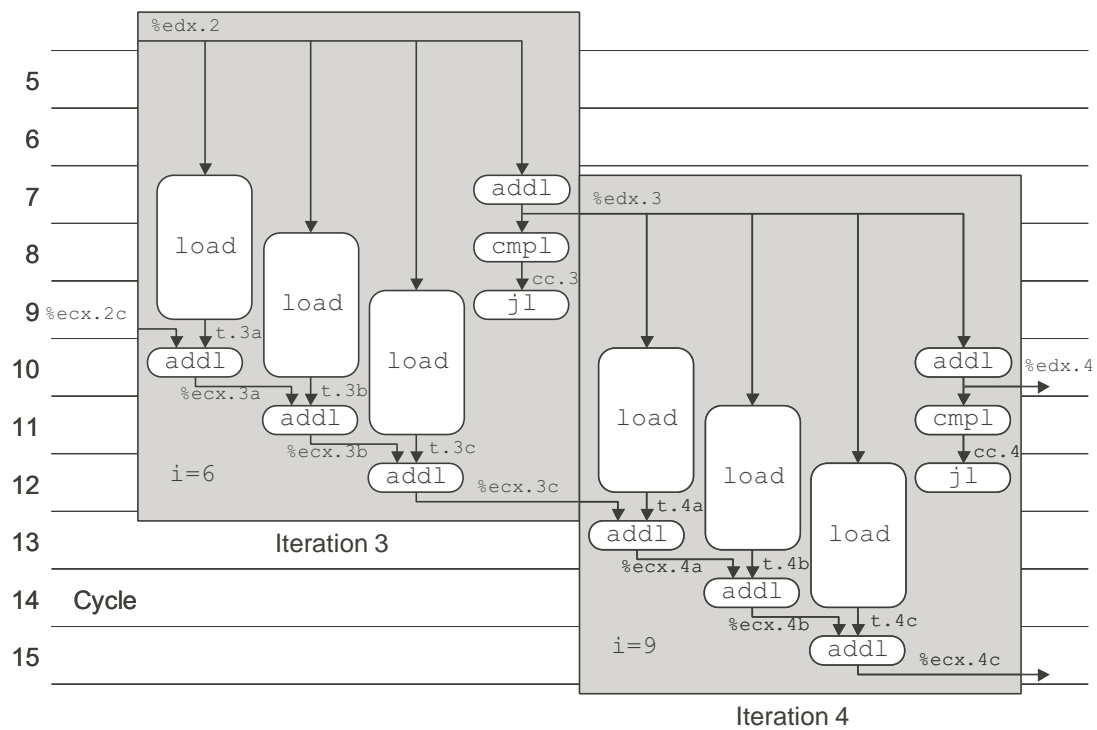 %edx.2
5
6
7 addl %edx.3
load
8 cmpl
load cc.3
9 %ecx.2c jl
t.3a load
10 addl addl %edx.4
%ecx.3a t.3b load
11 addl cmpl
%ecx.3b t.3c load cc.4
12 i=6 addl %ecx.3c jl
t.4a load
13 Iteration 3 addl
%ecx.4a t.4b
14 Cycle addl
%ecx.4b t.4c
15 i=9 addl %ecx.4c
Iteration 4